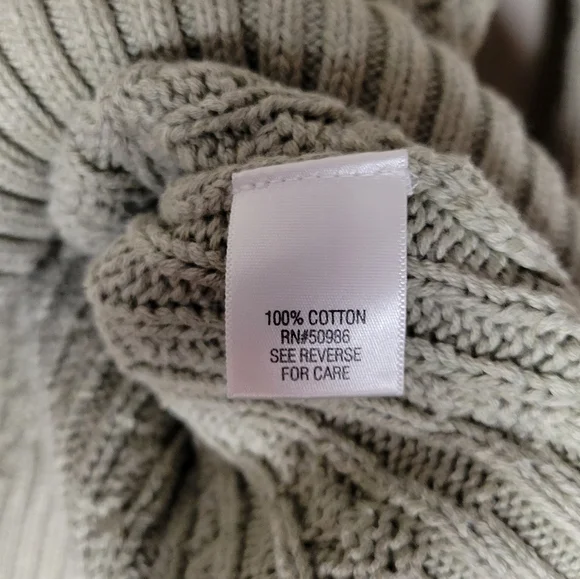 100% COTTON
RN#50986
SEE REVERSE
FOR CARE